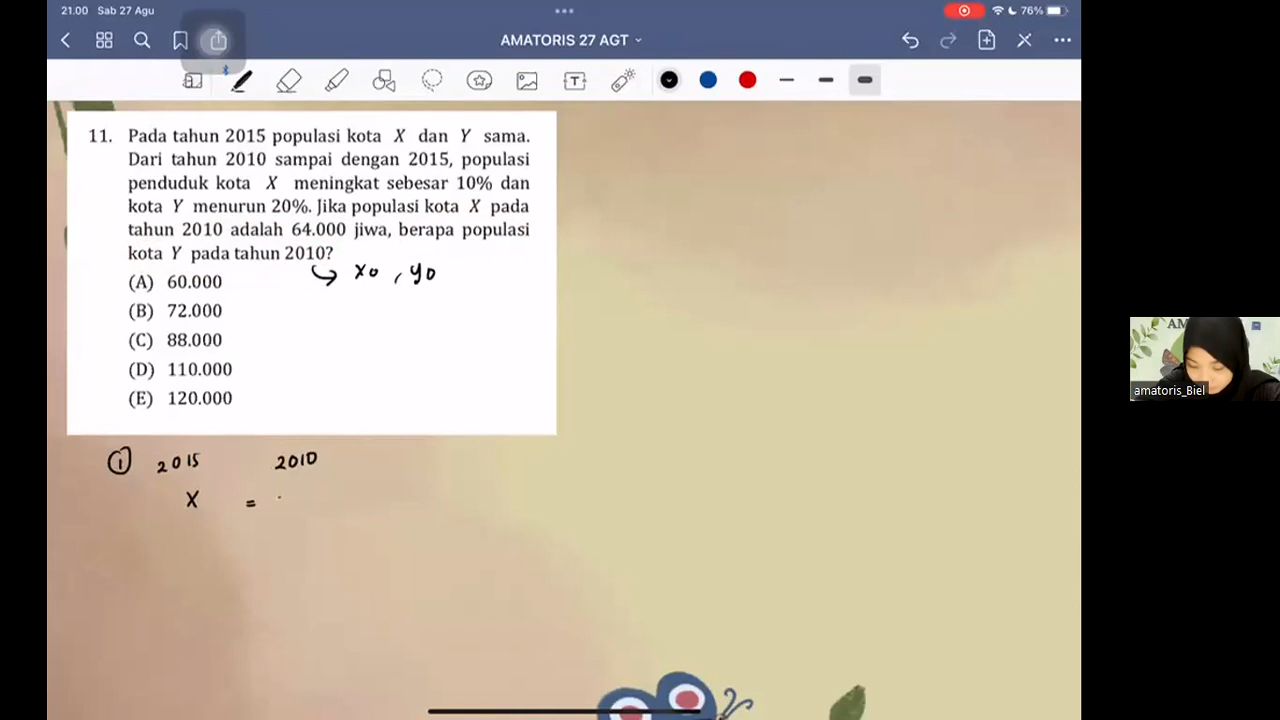 21.00 Sab 27 Agu
76%
AMATORIS 27 AGT
11. Pada tahun 2015 populasi kota X dan Y sama.
Dari tahun 2010 sampai dengan 2015, populasi
penduduk kota X meningkat sebesar 10% dan
kota Y menurun 20%. Jika populasi kota X pada
tahun 2010 adalah 64.000 jiwa, berapa populasi
kota Y pada tahun 2010?
x0 , y0
(A) 60.000
(B) 72.000
(C) 88.000
(D) 110.000
(E) 120.000
① 2015 2010
X =
amatoris_Biel